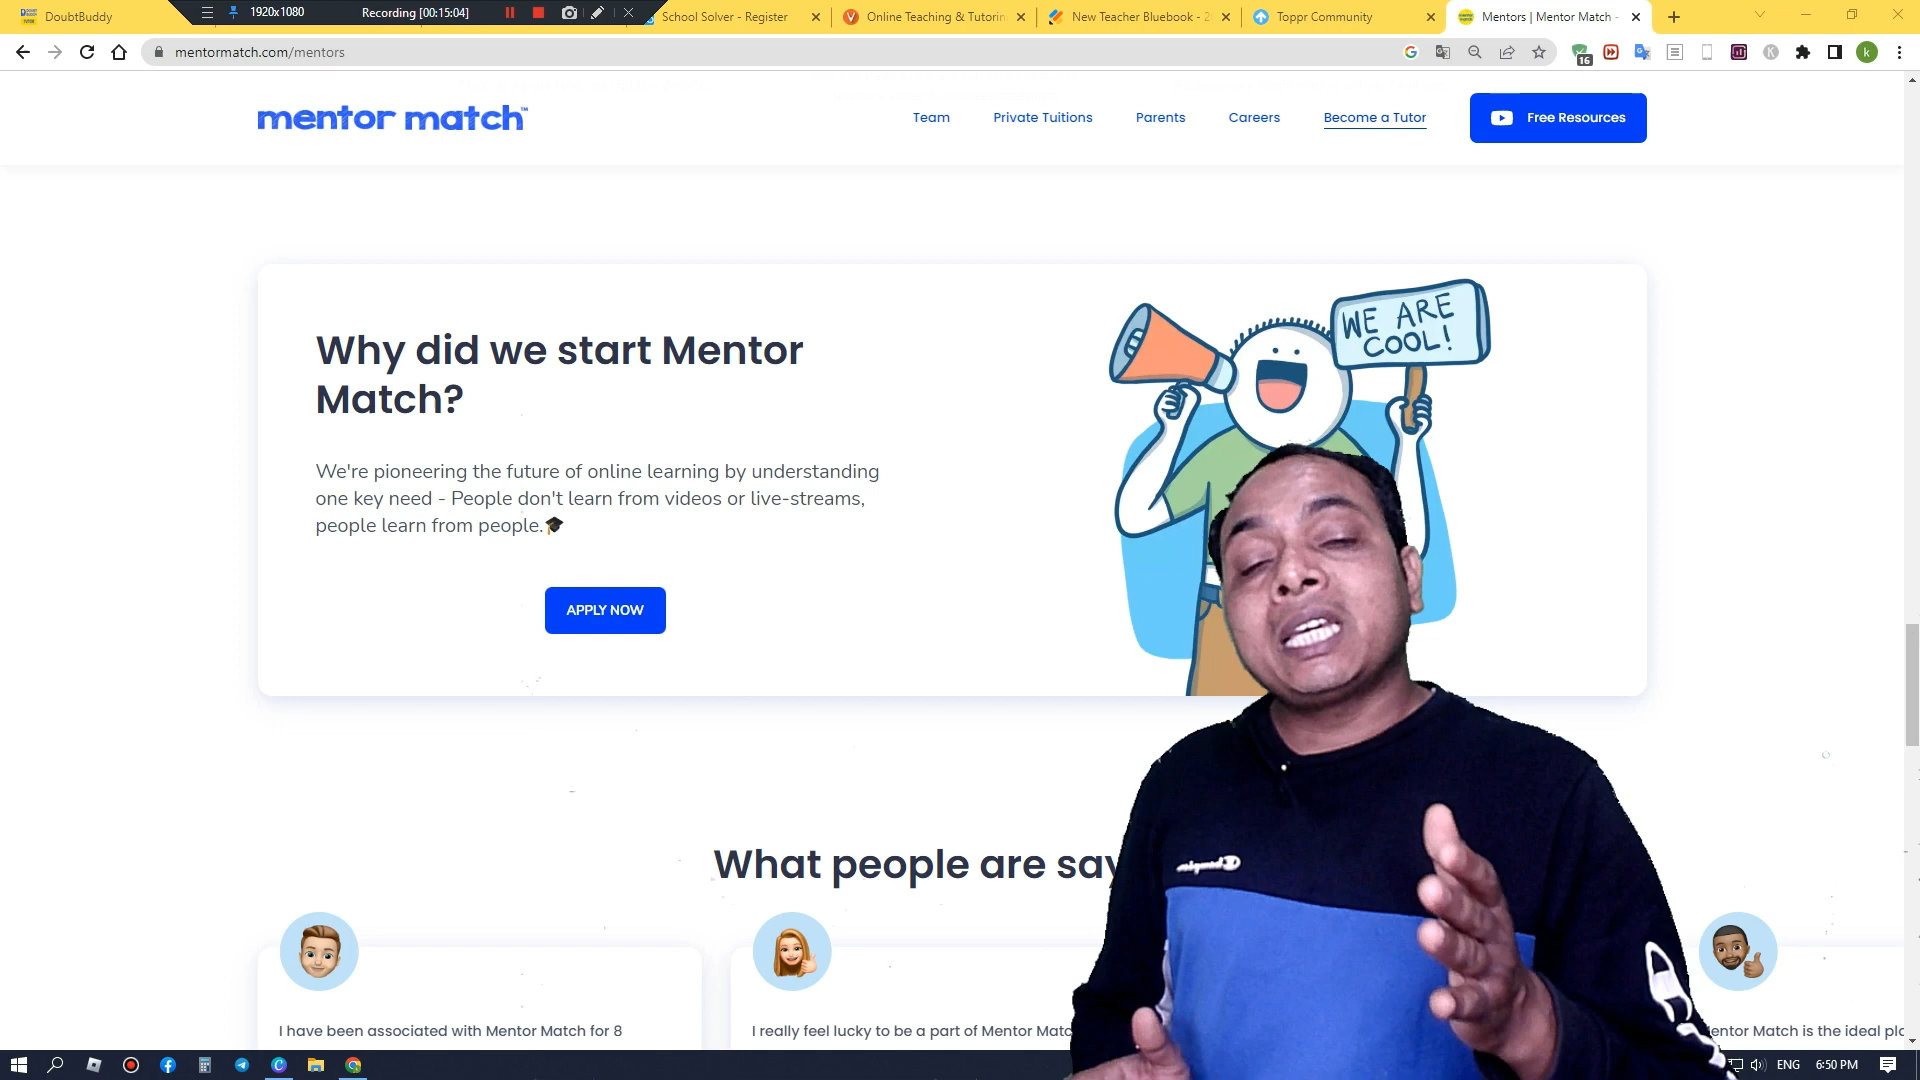 DoubtBuddy
1920x1080
Recording [00:15:04]
School Solver - Register
Online Teaching & Tutorin
New Teacher Bluebook - 2
Toppr Community
Mentors | Mentor Match -
mentormatch.com/mentors
16
k
mentor match™
Team
Private Tuitions
Parents
Careers
Become a Tutor
Free Resources
WE ARE
COOL!
Why did we start Mentor
Match?
We're pioneering the future of online learning by understanding
one key need - People don't learn from videos or live-streams,
people learn from people.
APPLY NOW
What people are say
I have been associated with Mentor Match for 8
I really feel lucky to be a part of Mentor Matc
entor Match is the ideal pla
ENG
6:50 PM